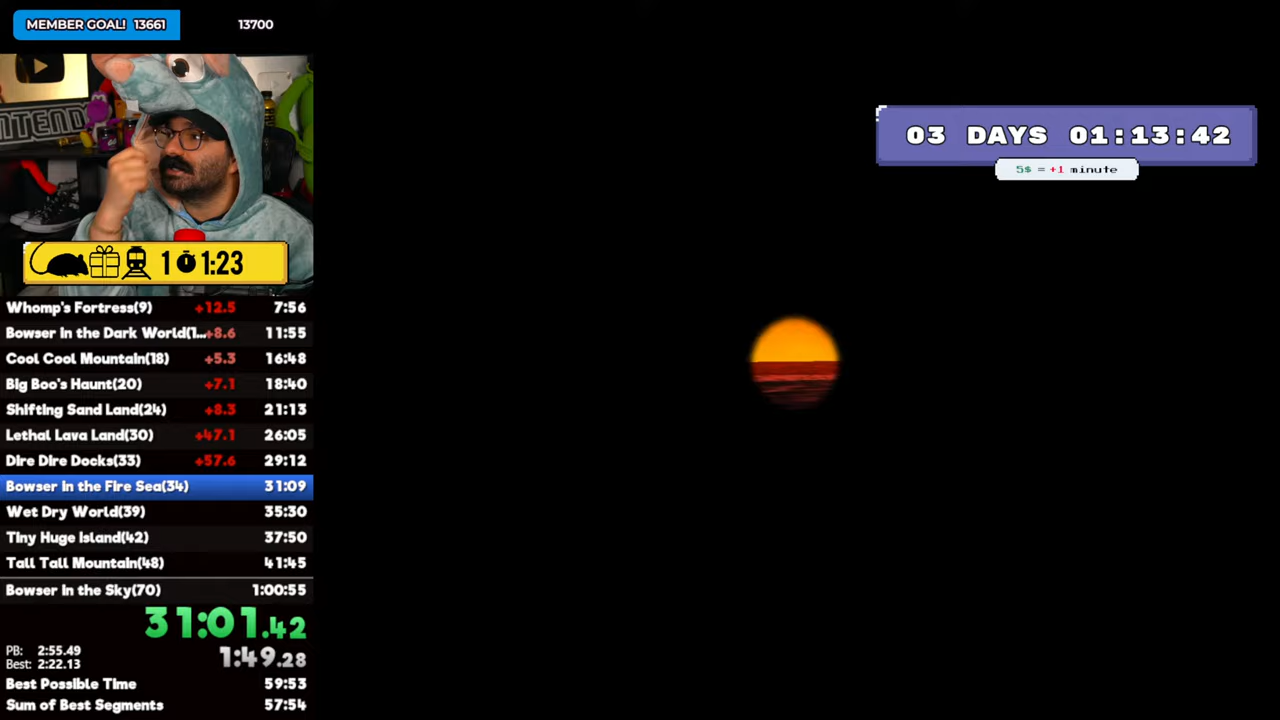 MEMBER GOAL! 13661 13700
NTEND
03 DAYS 01:13:42
5$ = +1 minute
1 1:23
Whomp's Fortress(9) +12.5 7:56
Bowser in the Dark World(1... +8.6 11:55
Cool Cool Mountain(18) +5.3 16:48
Big Boo's Haunt(20) +7.1 18:40
Shifting Sand Land(24) +8.3 21:13
Lethal Lava Land(30) +47.1 26:05
Dire Dire Docks(33) +57.6 29:12
Bowser in the Fire Sea(34) 31:09
Wet Dry World(39) 35:30
Tiny Huge Island(42) 37:50
Tall Tall Mountain(48) 41:45
Bowser in the Sky(70) 1:00:55
31:01.42
PB: 2:55.49
Best: 2:22.13
1:49.28
Best Possible Time 59:53
Sum of Best Segments 57:54